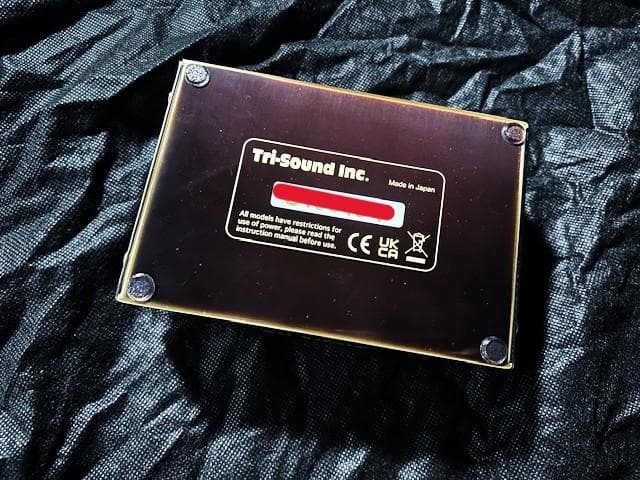 Tri-Sound Inc.
Made in Japan
All models have restrictions for
use of power, please read the
instruction manual before use.
CE
UK
CA